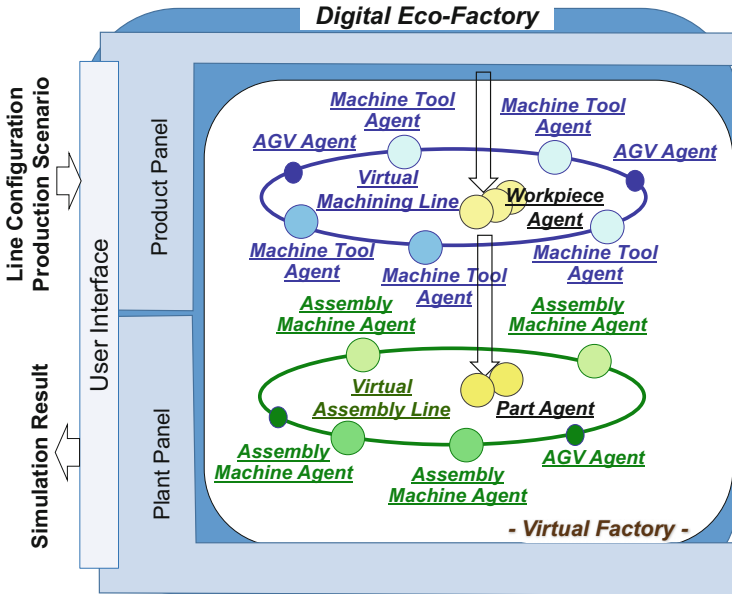 Digital Eco-Factory
Line Configuration
Production Scenario
Simulation Result
User Interface
Product Panel
Plant Panel
Machine Tool
Agent
Machine Tool
Agent
AGV Agent
AGV Agent
Virtual
Machining Line
Workpiece
Agent
Machine Tool
Agent
Machine Tool
Agent
Machine Tool
Agent
Assembly
Machine Agent
Assembly
Machine Agent
Virtual
Assembly Line
Part Agent
Assembly
Machine Agent
Assembly
Machine Agent
AGV Agent
- Virtual Factory -